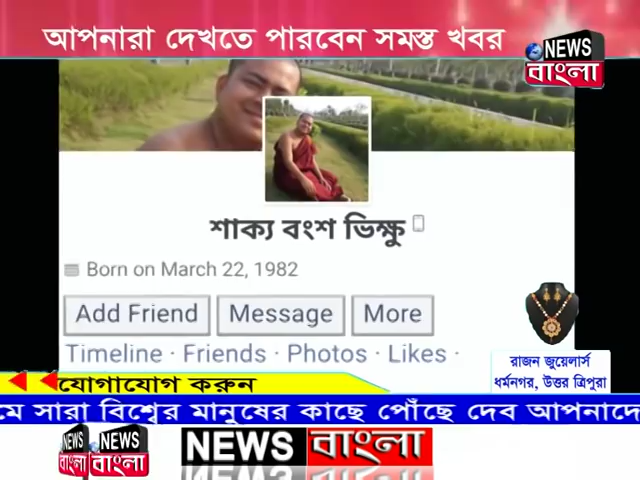 আপনারা দেখতে পারবেন সমস্ত খবর
NEWS
বাংলা
শাক্য বংশ ভিক্ষু
Born on March 22, 1982
Add Friend Message More
Timeline · Friends · Photos · Likes ·
রাজন জুয়েলার্স
ধর্মনগর, উত্তর ত্রিপুরা
যোগাযোগ করুন
মে সারা বিশ্বের মানুষের কাছে পৌঁছে দেব আপনাদে
NEWS NEWS
বাংলা বাংলা
NEWS বাংলা